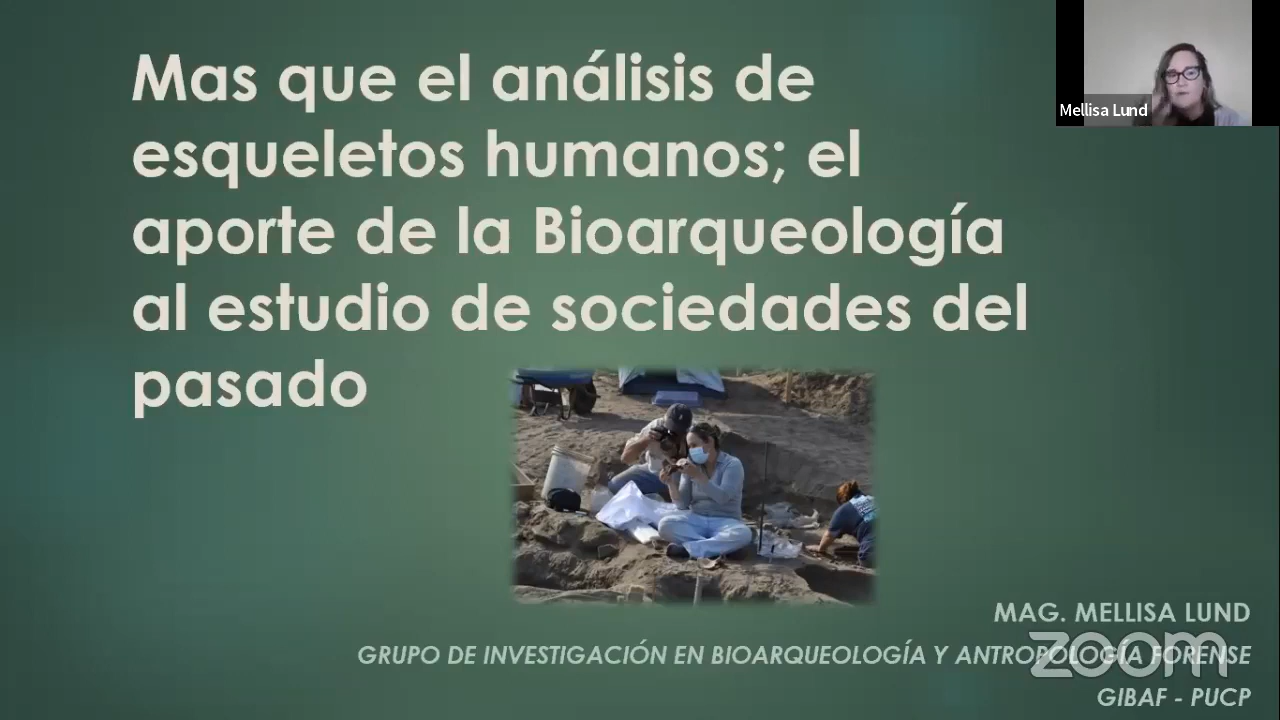 Mas que el análisis de
esqueletos humanos; el
aporte de la Bioarqueología
al estudio de sociedades del
pasado
Mellisa Lund
MAG. MELLISA LUND
GRUPO DE INVESTIGACIÓN EN BIOARQUEOLOGÍA Y ANTROPOLOGÍA FORENSE
zoom
GIBAF - PUCP